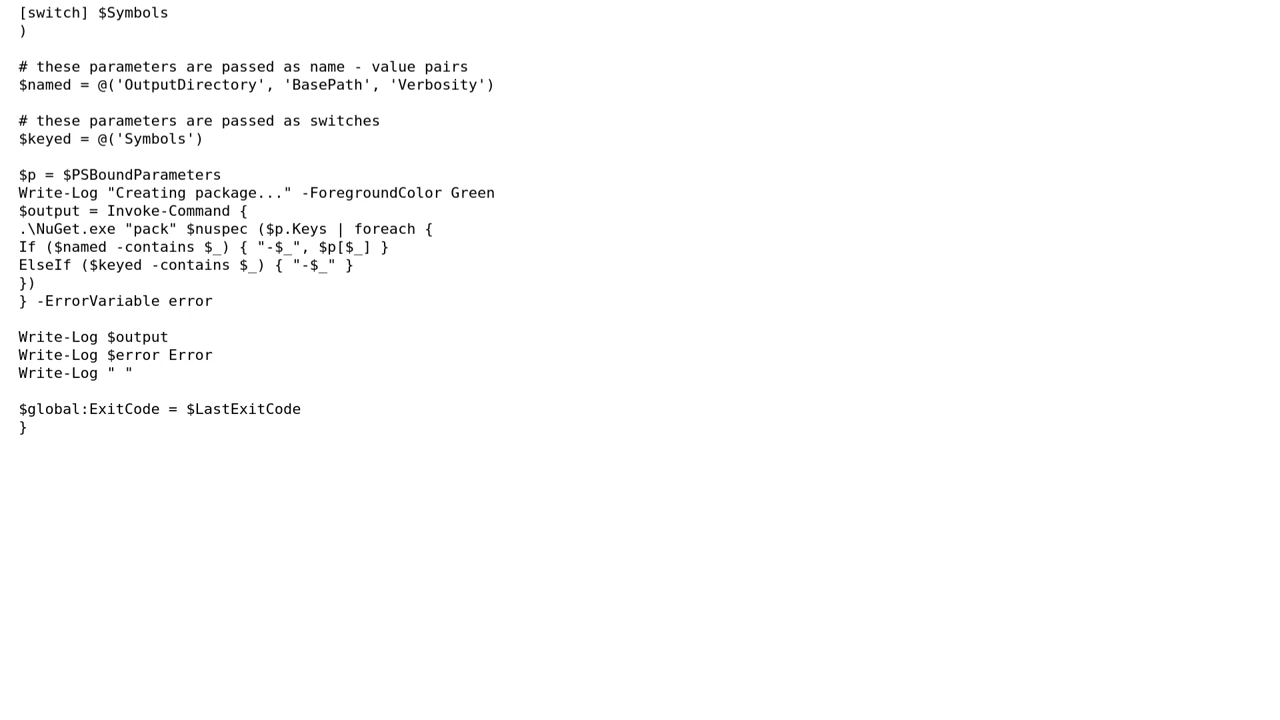 [switch] $Symbols
)

# these parameters are passed as name - value pairs
$named = @('OutputDirectory', 'BasePath', 'Verbosity')

# these parameters are passed as switches
$keyed = @('Symbols')

$p = $PSBoundParameters
Write-Log "Creating package..." -ForegroundColor Green
$output = Invoke-Command {
.\NuGet.exe "pack" $nuspec ($p.Keys | foreach {
If ($named -contains $_) { "-$_", $p[$_] }
ElseIf ($keyed -contains $_) { "-$_" }
})
} -ErrorVariable error

Write-Log $output
Write-Log $error Error
Write-Log " "

$global:ExitCode = $LastExitCode
}